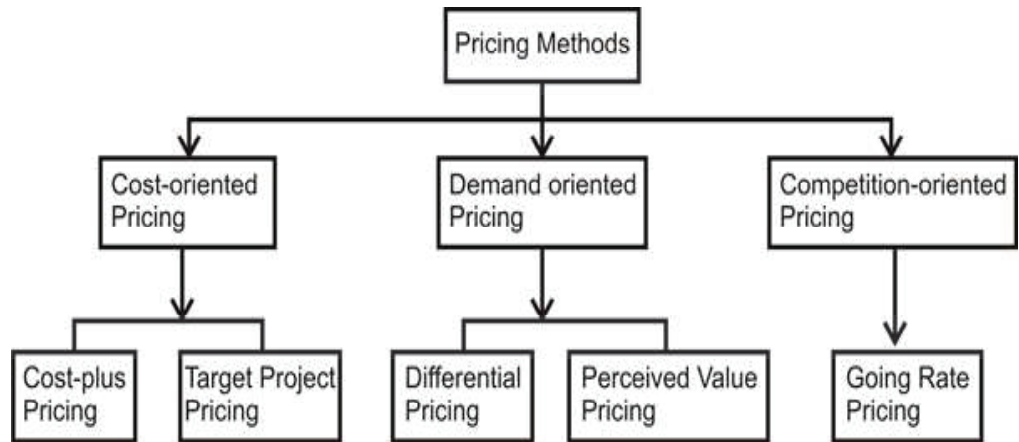 Pricing Methods
Cost-oriented
Pricing
Demand oriented
Pricing
Competition-oriented
Pricing
Cost-plus
Pricing
Target Project
Pricing
Differential
Pricing
Perceived Value
Pricing
Going Rate
Pricing